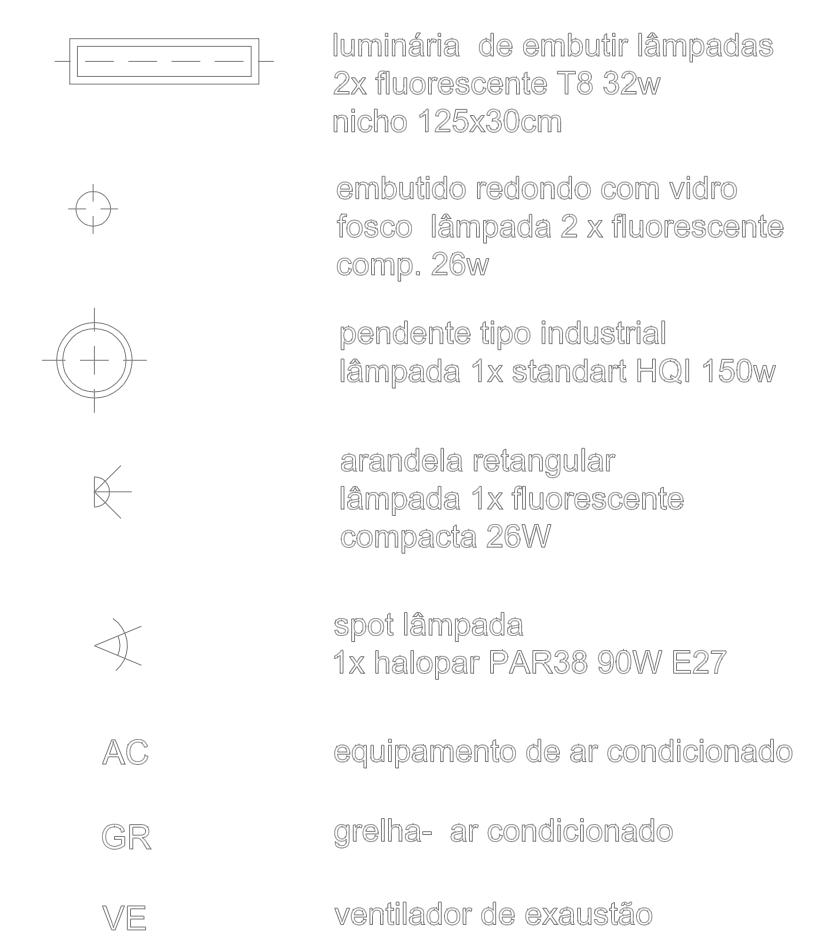 luminária de embutir lâmpadas
2x fluorescente T8 32w
nicho 125x30cm
embutido redondo com vidro
fosco lâmpada 2 x fluorescente
comp. 26w
pendente tipo industrial
lâmpada 1x standart HQI 150w
arandela retangular
lâmpada 1x fluorescente
compacta 26W
spot lâmpada
1x halopar PAR38 90W E27
AC equipamento de ar condicionado
GR grelha- ar condicionado
VE ventilador de exaustão